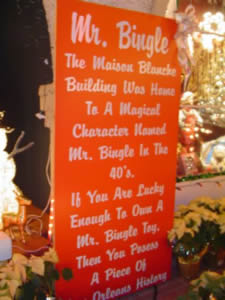 Mr. Bingle
The Maison Blanche
Building Was Home
To A Magical
Character Named
Mr. Bingle In The
40's.
If You Are Lucky
Enough To Own A
Mr. Bingle Toy,
Then You Posess
A Piece Of
Orleans History